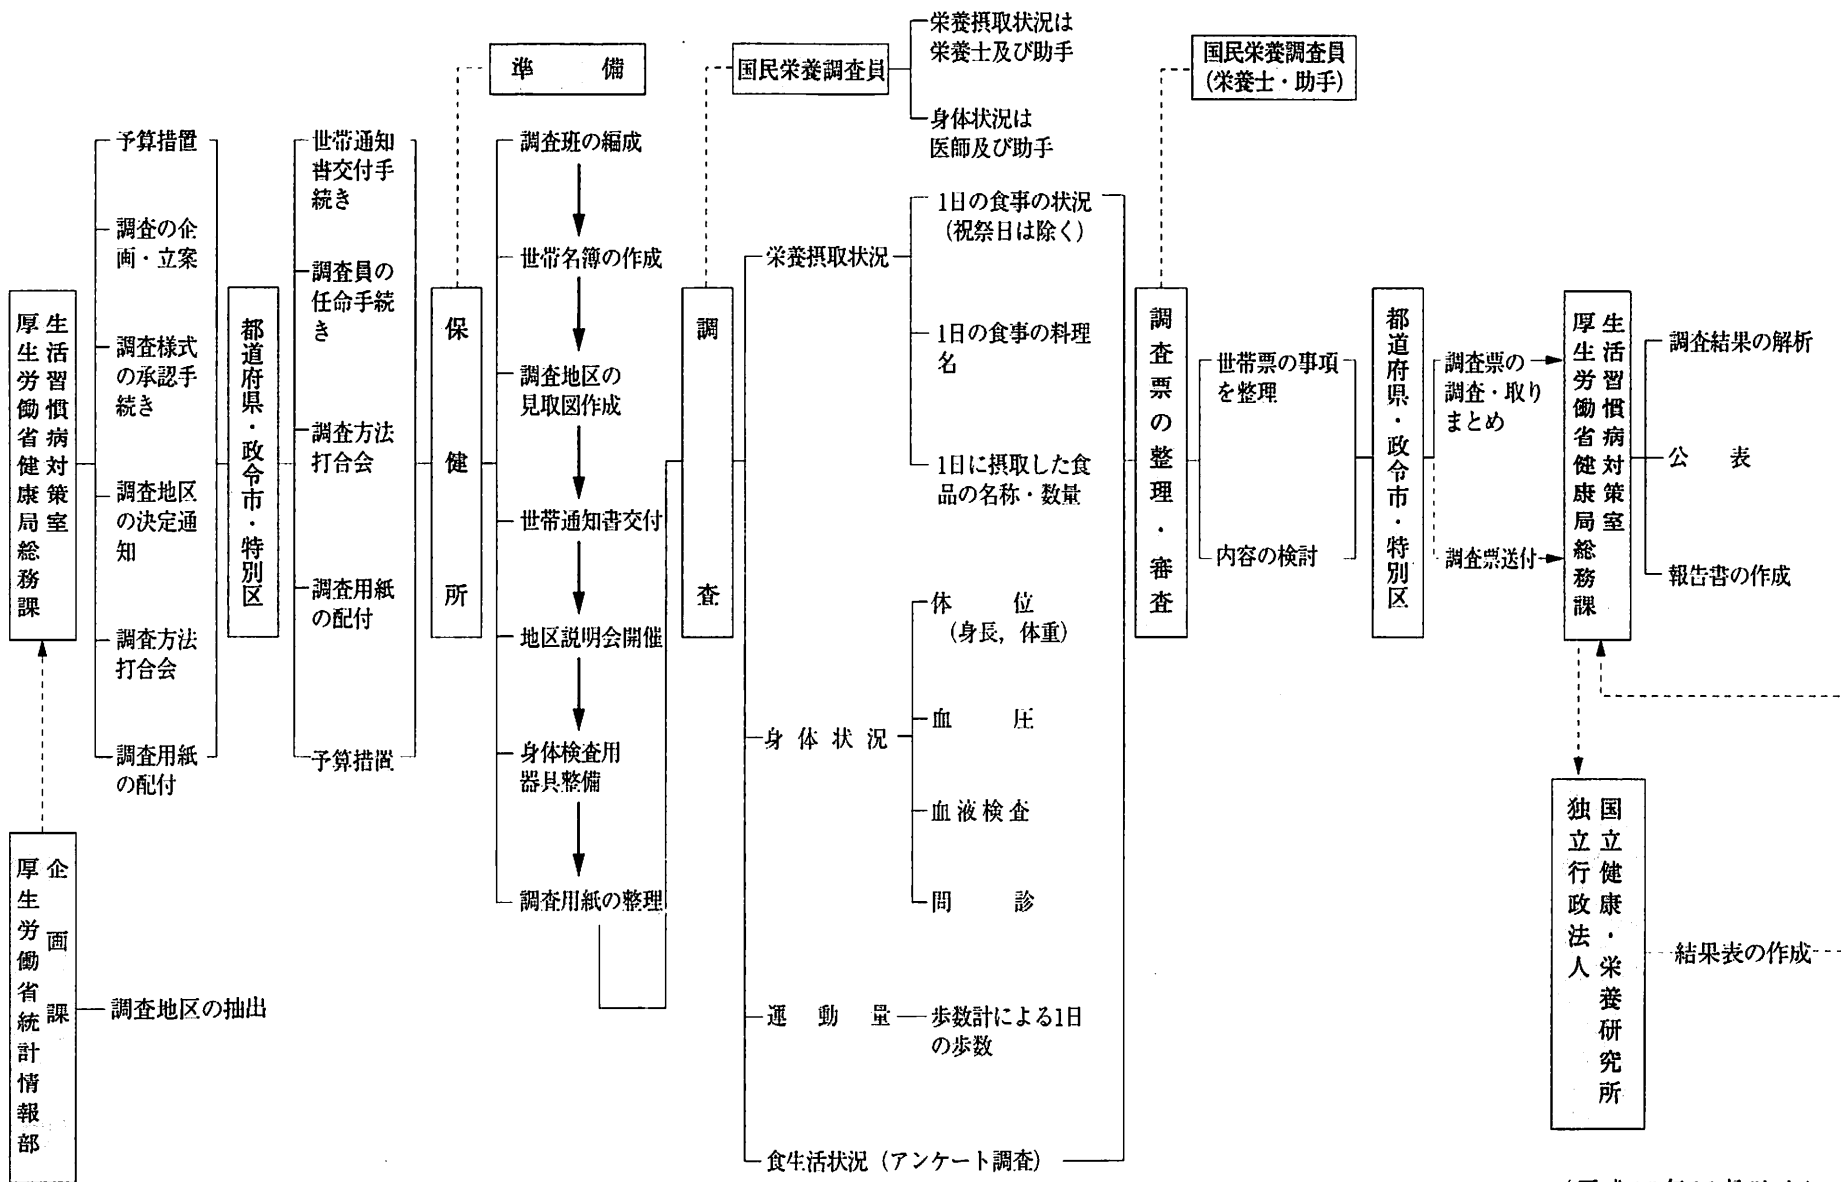 厚生労働省健康局総務課
生活習慣病対策室
厚生労働省統計情報部
企画課
調査地区の抽出
予算措置
調査の企
画・立案
調査様式
の承認手
続き
調査地区
の決定通
知
調査方法
打合会
調査用紙
の配付
都道府県・政令市・特別区
世帯通知
書交付手
続き
調査員の
任命手続
き
調査方法
打合会
調査用紙
の配付
予算措置
保健所
準備
調査班の編成
世帯名簿の作成
調査地区の
見取図作成
世帯通知書交付
地区説明会開催
身体検査用
器具整備
調査用紙の整理
調査
国民栄養調査員
栄養摂取状況は
栄養士及び助手
身体状況は
医師及び助手
栄養摂取状況
1日の食事の状況
(祝祭日は除く)
1日の食事の料理
名
1日に摂取した食
品の名称・数量
身体状況
体位
(身長, 体重)
血圧
血液検査
問診
運動量
歩数計による1日
の歩数
食生活状況 (アンケート調査)
調査票の整理・審査
国民栄養調査員
(栄養士・助手)
世帯票の事項
を整理
内容の検討
都道府県・政令市・特別区
調査票の
調査・取り
まとめ
調査票送付
厚生労働省健康局総務課
生活習慣病対策室
調査結果の解析
公表
報告書の作成
独立行政法人
国立健康・栄養研究所
結果表の作成